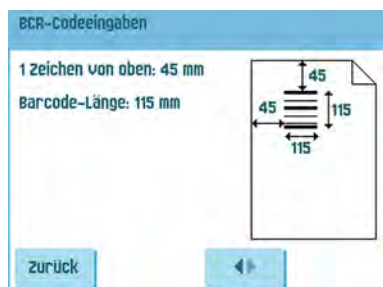 BCR-Codeeingaben
1 Zeichen von oben: 45 mm
Barcode-Länge: 115 mm
45
45
115
115
zurück